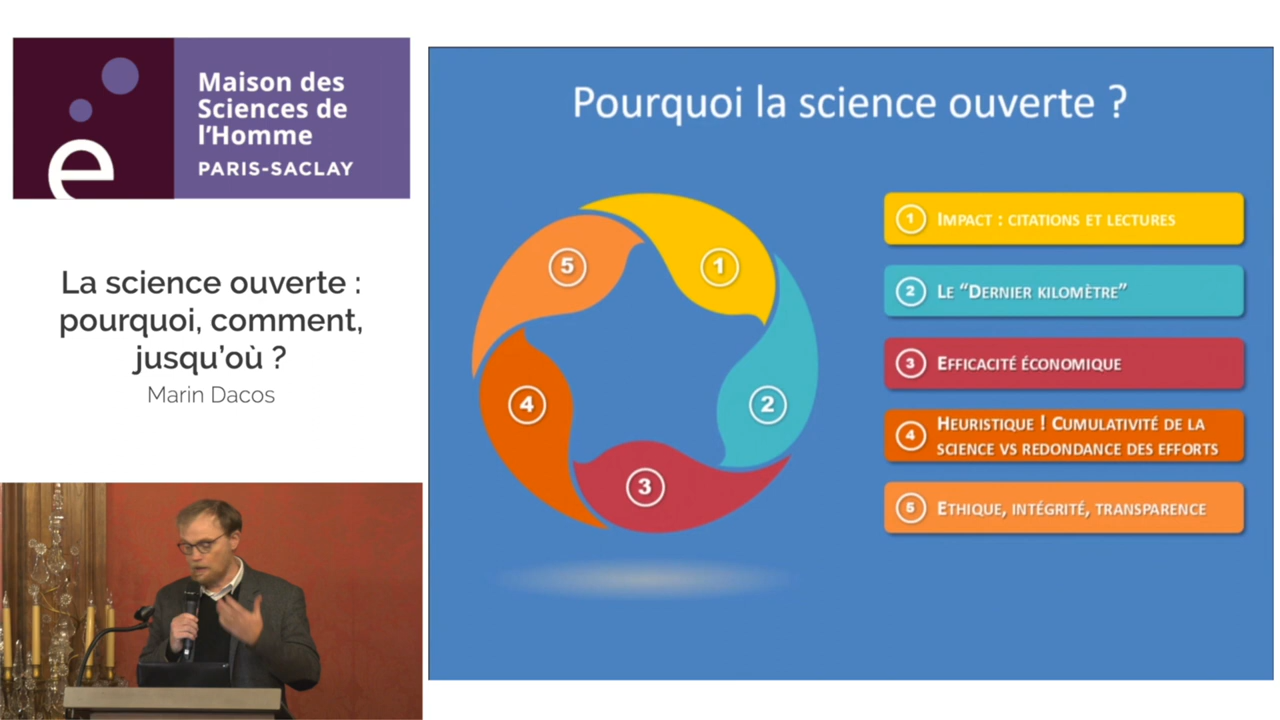 Maison des
Sciences de
l'Homme
PARIS-SACLAY
La science ouverte :
pourquoi, comment,
jusqu'où ?
Marin Dacos
Pourquoi la science ouverte ?
1
2
3
4
5
1 IMPACT : CITATIONS ET LECTURES
2 LE “DERNIER KILOMÈTRE”
3 EFFICACITÉ ÉCONOMIQUE
4 HEURISTIQUE ! CUMULATIVITÉ DE LA
SCIENCE VS REDONDANCE DES EFFORTS
5 ETHIQUE, INTÉGRITÉ, TRANSPARENCE